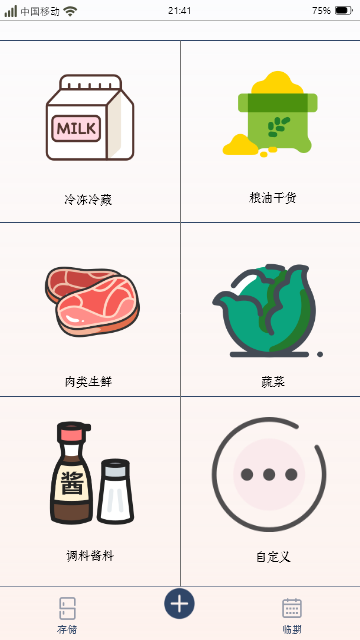 中国移动 21:41 75%
MILK
冷冻冷藏 粮油干货
肉类生鲜 蔬菜
酱
调料酱料 自定义
存储 临期